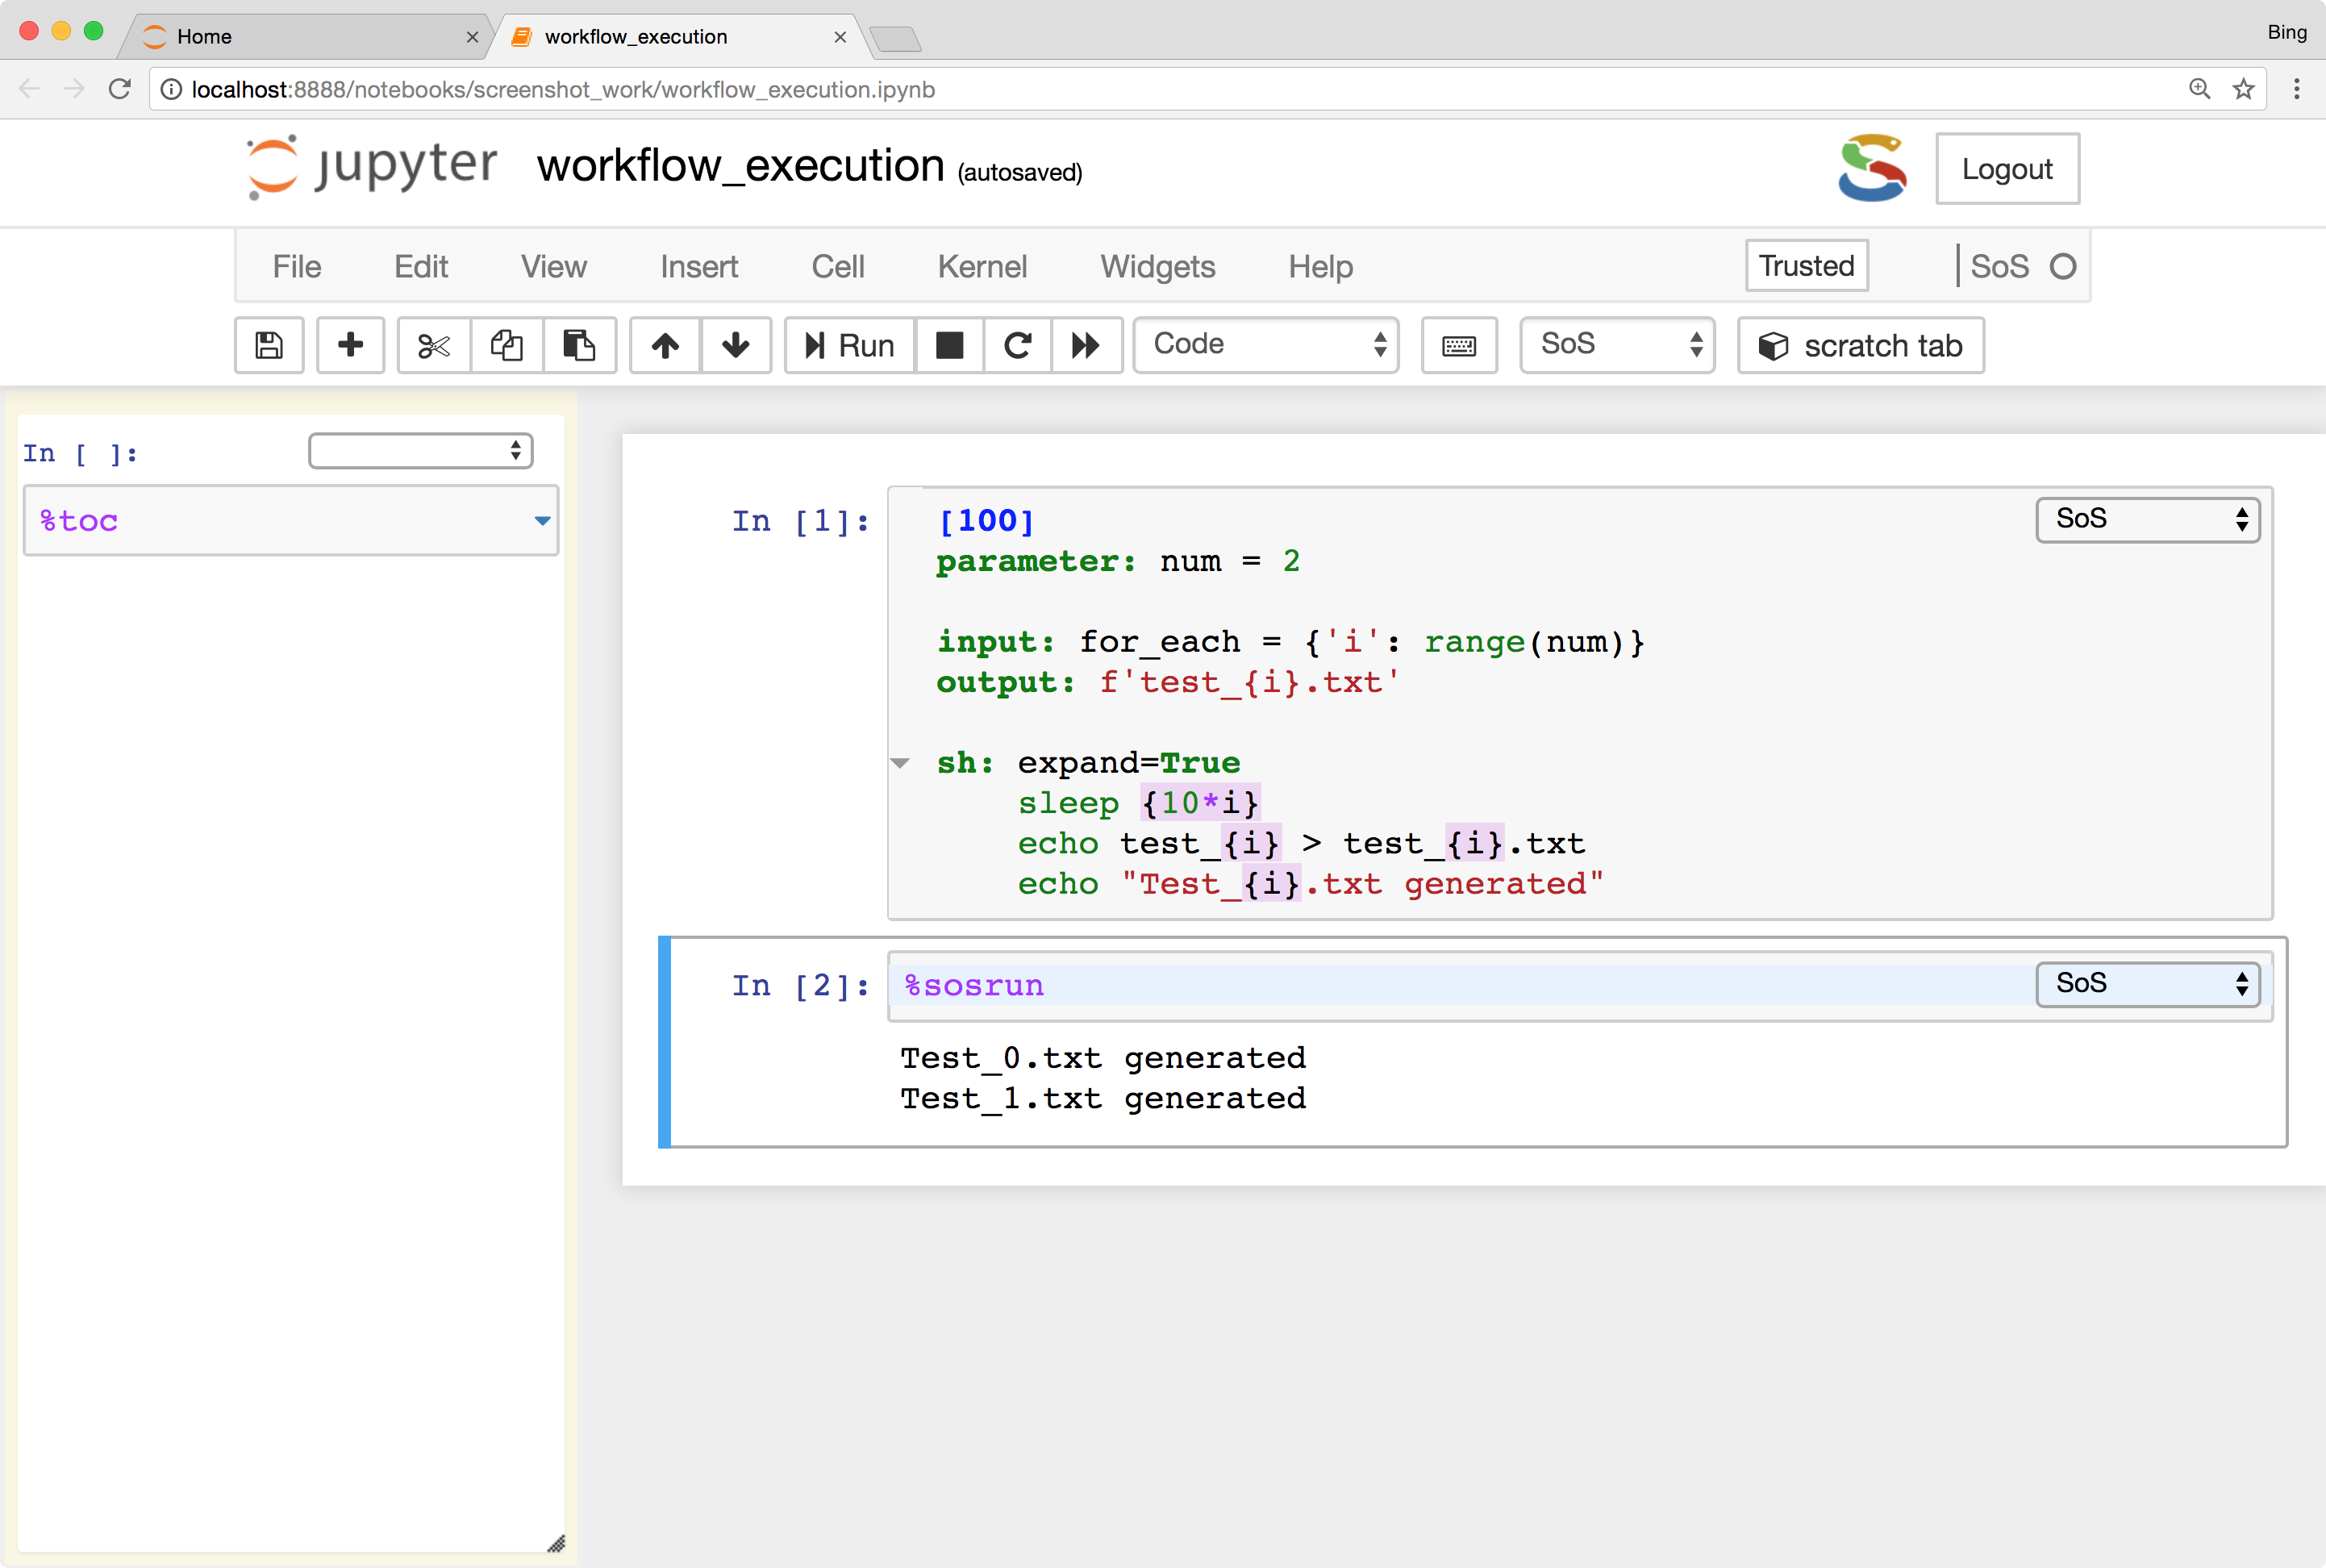 Home
workflow_execution
Bing
localhost:8888/notebooks/screenshot_work/workflow_execution.ipynb
jupyter workflow_execution (autosaved)
Logout
File Edit View Insert Cell Kernel Widgets Help
Trusted
SoS
Run
Code
SoS
scratch tab
In [ ]:
%toc
In [1]:
SoS
[100]
parameter: num = 2
input: for_each = {'i': range(num)}
output: f'test_{i}.txt'
sh: expand=True
sleep {10*i}
echo test_{i} > test_{i}.txt
echo "Test_{i}.txt generated"
In [2]:
%sosrun
SoS
Test_0.txt generated
Test_1.txt generated